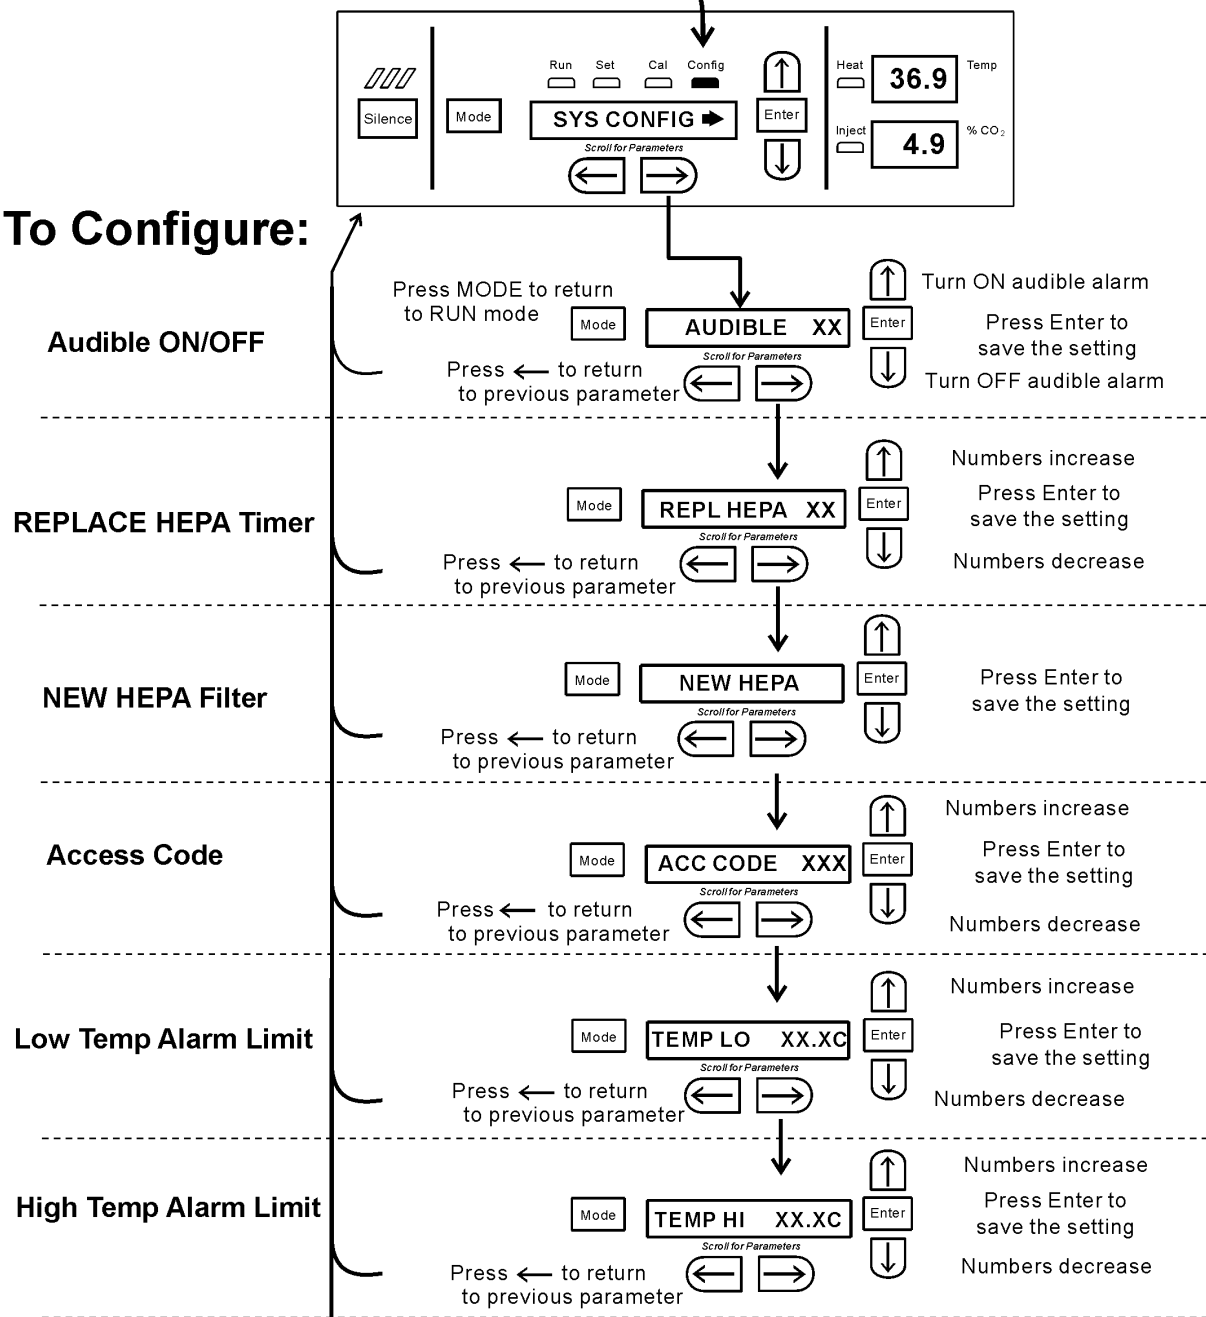 Run Set Cal Config
Silence
Mode
SYS CONFIG
Enter
Scroll for Parameters
Heat 36.9 Temp
Inject 4.9 % CO2
To Configure:
Audible ON/OFF
Press MODE to return
to RUN mode
Mode
AUDIBLE XX
Scroll for Parameters
Press ← to return
to previous parameter
Turn ON audible alarm
Enter
Press Enter to
save the setting
Turn OFF audible alarm
REPLACE HEPA Timer
Mode
REPL HEPA XX
Scroll for Parameters
Press ← to return
to previous parameter
Numbers increase
Enter
Press Enter to
save the setting
Numbers decrease
NEW HEPA Filter
Mode
NEW HEPA
Scroll for Parameters
Press ← to return
to previous parameter
Enter
Press Enter to
save the setting
Access Code
Mode
ACC CODE XXX
Scroll for Parameters
Press ← to return
to previous parameter
Numbers increase
Enter
Press Enter to
save the setting
Numbers decrease
Low Temp Alarm Limit
Mode
TEMP LO XX.XC
Scroll for Parameters
Press ← to return
to previous parameter
Numbers increase
Enter
Press Enter to
save the setting
Numbers decrease
High Temp Alarm Limit
Mode
TEMP HI XX.XC
Scroll for Parameters
Press ← to return
to previous parameter
Numbers increase
Enter
Press Enter to
save the setting
Numbers decrease